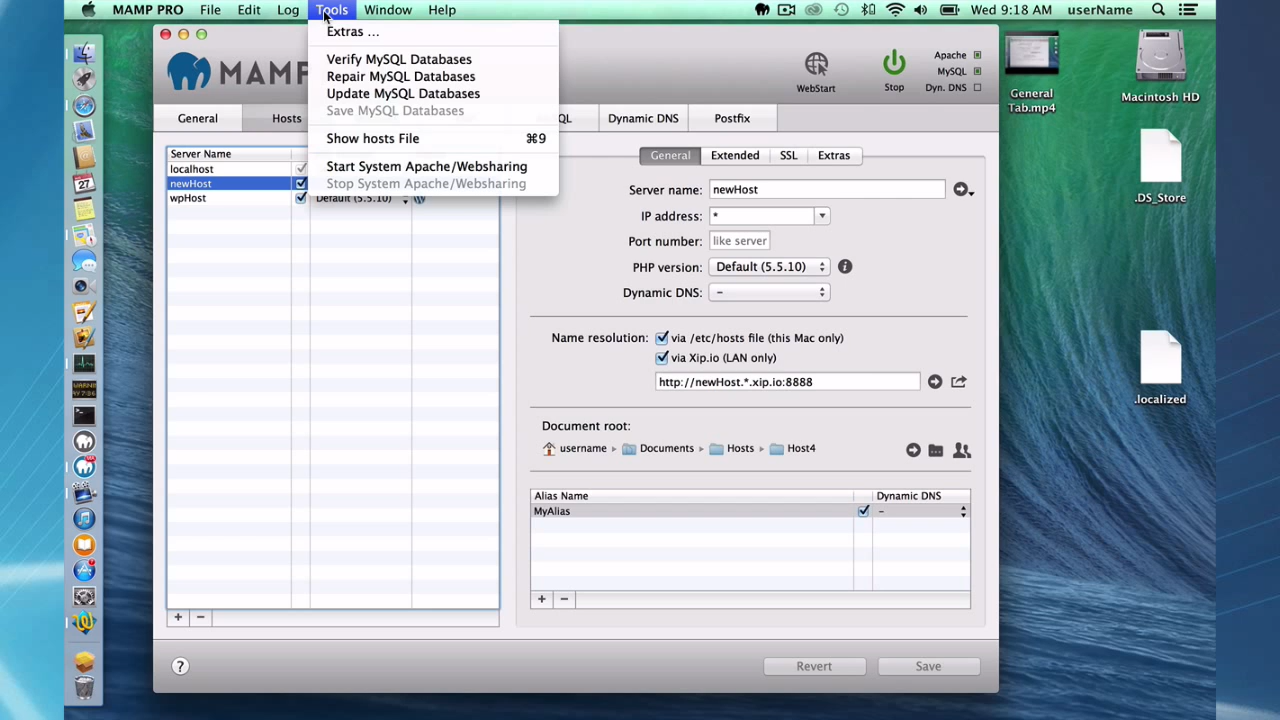 MAMP PRO File Edit Log Tools Window Help Wed 9:18 AM userName
Extras ...
Verify MySQL Databases
Repair MySQL Databases
Update MySQL Databases
Save MySQL Databases
Show hosts File ⌘9
Start System Apache/Websharing
Stop System Apache/Websharing
MAMP
WebStart
Stop
Apache
MySQL
Dyn. DNS
General
Hosts
QL
Dynamic DNS
Postfix
Server Name
localhost
newHost
wpHost Default (5.5.10)
General Extended SSL Extras
Server name: newHost
IP address: *
Port number: like server
PHP version: Default (5.5.10)
Dynamic DNS: –
Name resolution: via /etc/hosts file (this Mac only)
via Xip.io (LAN only)
http://newHost.*.xip.io:8888
Document root:
username ▸ Documents ▸ Hosts ▸ Host4
Alias Name Dynamic DNS
MyAlias –
+ −
+ −
?
Revert Save
General
Tab.mp4
Macintosh HD
.DS_Store
.localized
27